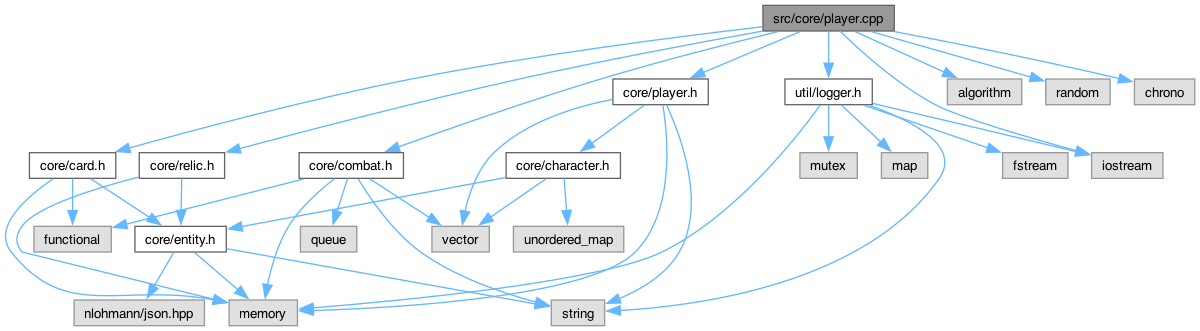 src/core/player.cpp
core/player.h
util/logger.h
algorithm
random
chrono
core/card.h
core/relic.h
core/combat.h
core/character.h
mutex
map
fstream
iostream
functional
core/entity.h
queue
vector
unordered_map
nlohmann/json.hpp
memory
string